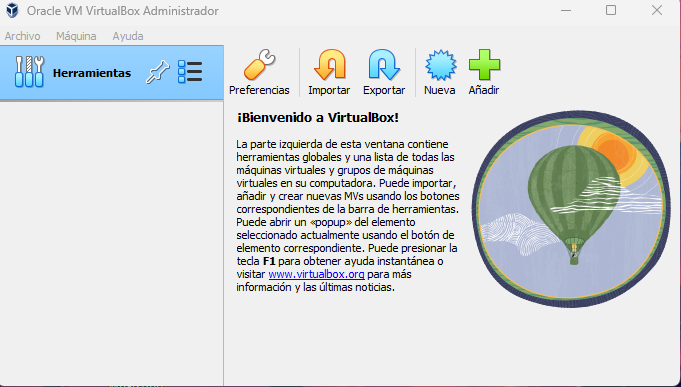 Oracle VM VirtualBox Administrador
Archivo Máquina Ayuda
Herramientas
Preferencias Importar Exportar Nueva Añadir
¡Bienvenido a VirtualBox!
La parte izquierda de esta ventana contiene
herramientas globales y una lista de todas las
máquinas virtuales y grupos de máquinas
virtuales en su computadora. Puede importar,
añadir y crear nuevas MVs usando los botones
correspondientes de la barra de herramientas.
Puede abrir un «popup» del elemento
seleccionado actualmente usando el botón de
elemento correspondiente. Puede presionar la
tecla F1 para obtener ayuda instantánea o
visitar www.virtualbox.org para más
información y las últimas noticias.